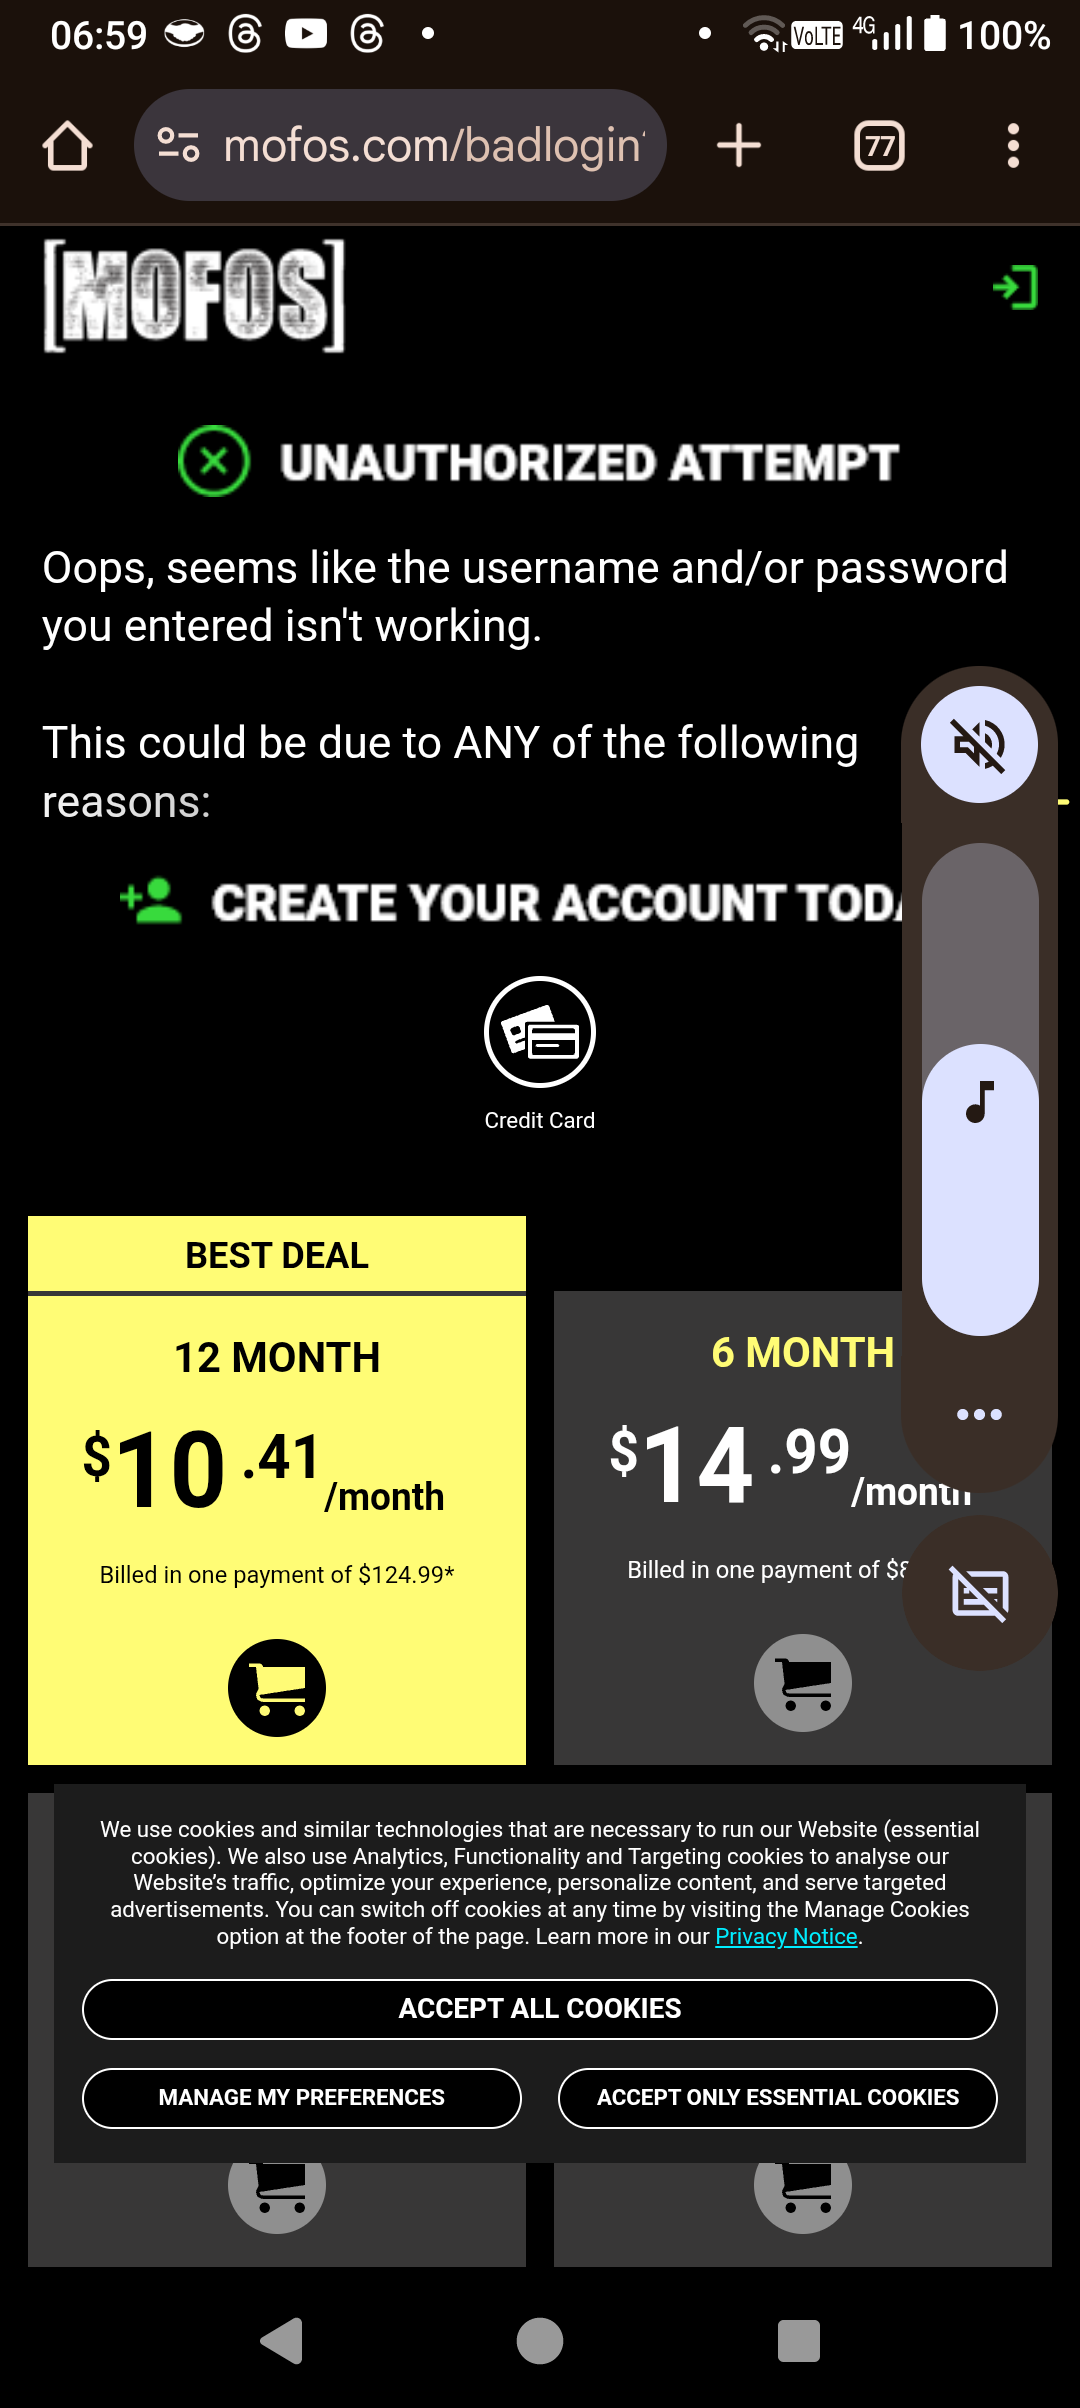 06:59
VoLTE 4G 100%
mofos.com/badlogin
77
[MOFOS]
UNAUTHORIZED ATTEMPT
Oops, seems like the username and/or password
you entered isn't working.
This could be due to ANY of the following
reasons:
CREATE YOUR ACCOUNT
Credit Card
BEST DEAL
12 MONTH
$10.41/month
Billed in one payment of $124.99*
6 MONTH
$14.99/month
Billed in one payment of
We use cookies and similar technologies that are necessary to run our Website (essential
cookies). We also use Analytics, Functionality and Targeting cookies to analyse our
Website’s traffic, optimize your experience, personalize content, and serve targeted
advertisements. You can switch off cookies at any time by visiting the Manage Cookies
option at the footer of the page. Learn more in our Privacy Notice.
ACCEPT ALL COOKIES
MANAGE MY PREFERENCES
ACCEPT ONLY ESSENTIAL COOKIES